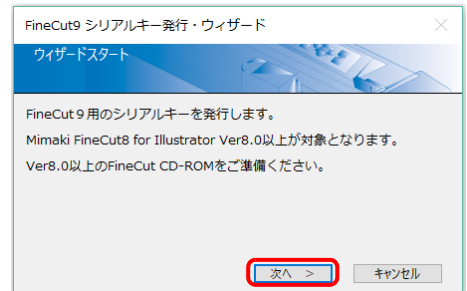 FineCut9 シリアルキー発行・ウィザード
ウィザードスタート
FineCut９用のシリアルキーを発行します。
Mimaki FineCut8 for Illustrator Ver8.0以上が対象となります。
Ver8.0以上のFineCut CD-ROMをご準備ください。
次へ >
キャンセル